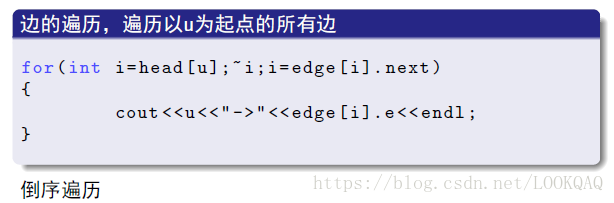 边的遍历，遍历以u为起点的所有边
for(int i=head[u];~i;i=edge[i].next)
{
cout<<u<<"->"<<edge[i].e<<endl;
}
倒序遍历
https://blog.csdn.net/LOOKQAQ